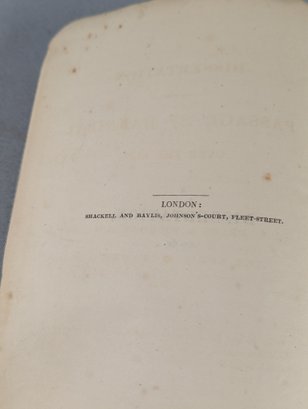 LONDON:
SHACKELL AND BAYLIS, JOHNSON'S-COURT, FLEET-STREET.